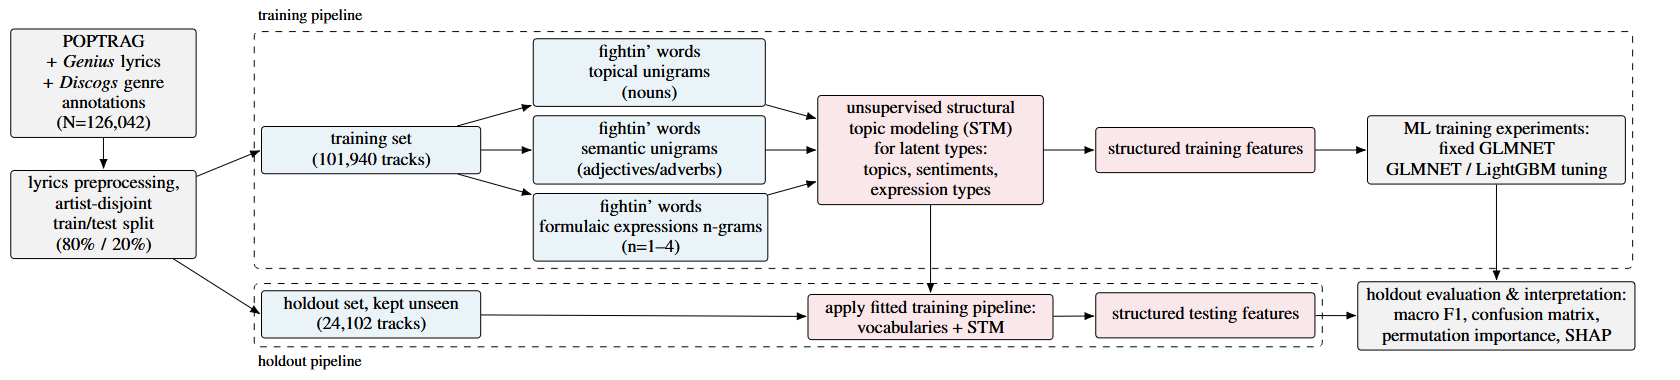 training pipeline
POPTRAG
+ Genius lyrics
+ Discogs genre
annotations
(N=126,042)
lyrics preprocessing,
artist-disjoint
train/test split
(80% / 20%)
training set
(101,940 tracks)
fightin’ words
topical unigrams
(nouns)
fightin’ words
semantic unigrams
(adjectives/adverbs)
fightin’ words
formulaic expressions n-grams
(n=1–4)
unsupervised structural
topic modeling (STM)
for latent types:
topics, sentiments,
expression types
structured training features
ML training experiments:
fixed GLMNET
GLMNET / LightGBM tuning
holdout set, kept unseen
(24,102 tracks)
apply fitted training pipeline:
vocabularies + STM
structured testing features
holdout evaluation & interpretation:
macro F1, confusion matrix,
permutation importance, SHAP
holdout pipeline